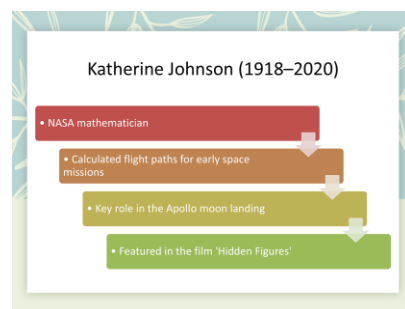 Katherine Johnson (1918–2020)
• NASA mathematician
• Calculated flight paths for early space
missions
• Key role in the Apollo moon landing
• Featured in the film 'Hidden Figures'